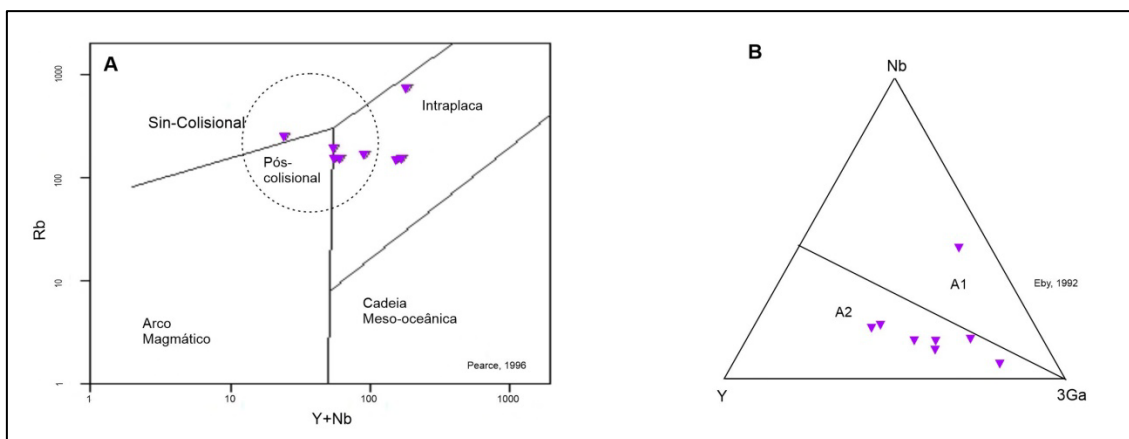 A
1000
100
10
1
Rb
Sin-Colisional
Pós-
colisional
Intraplaca
Arco
Magmático
Cadeia
Meso-oceânica
Pearce, 1996
1
10
100
1000
Y+Nb
B
Nb
A1
Eby, 1992
A2
Y
3Ga